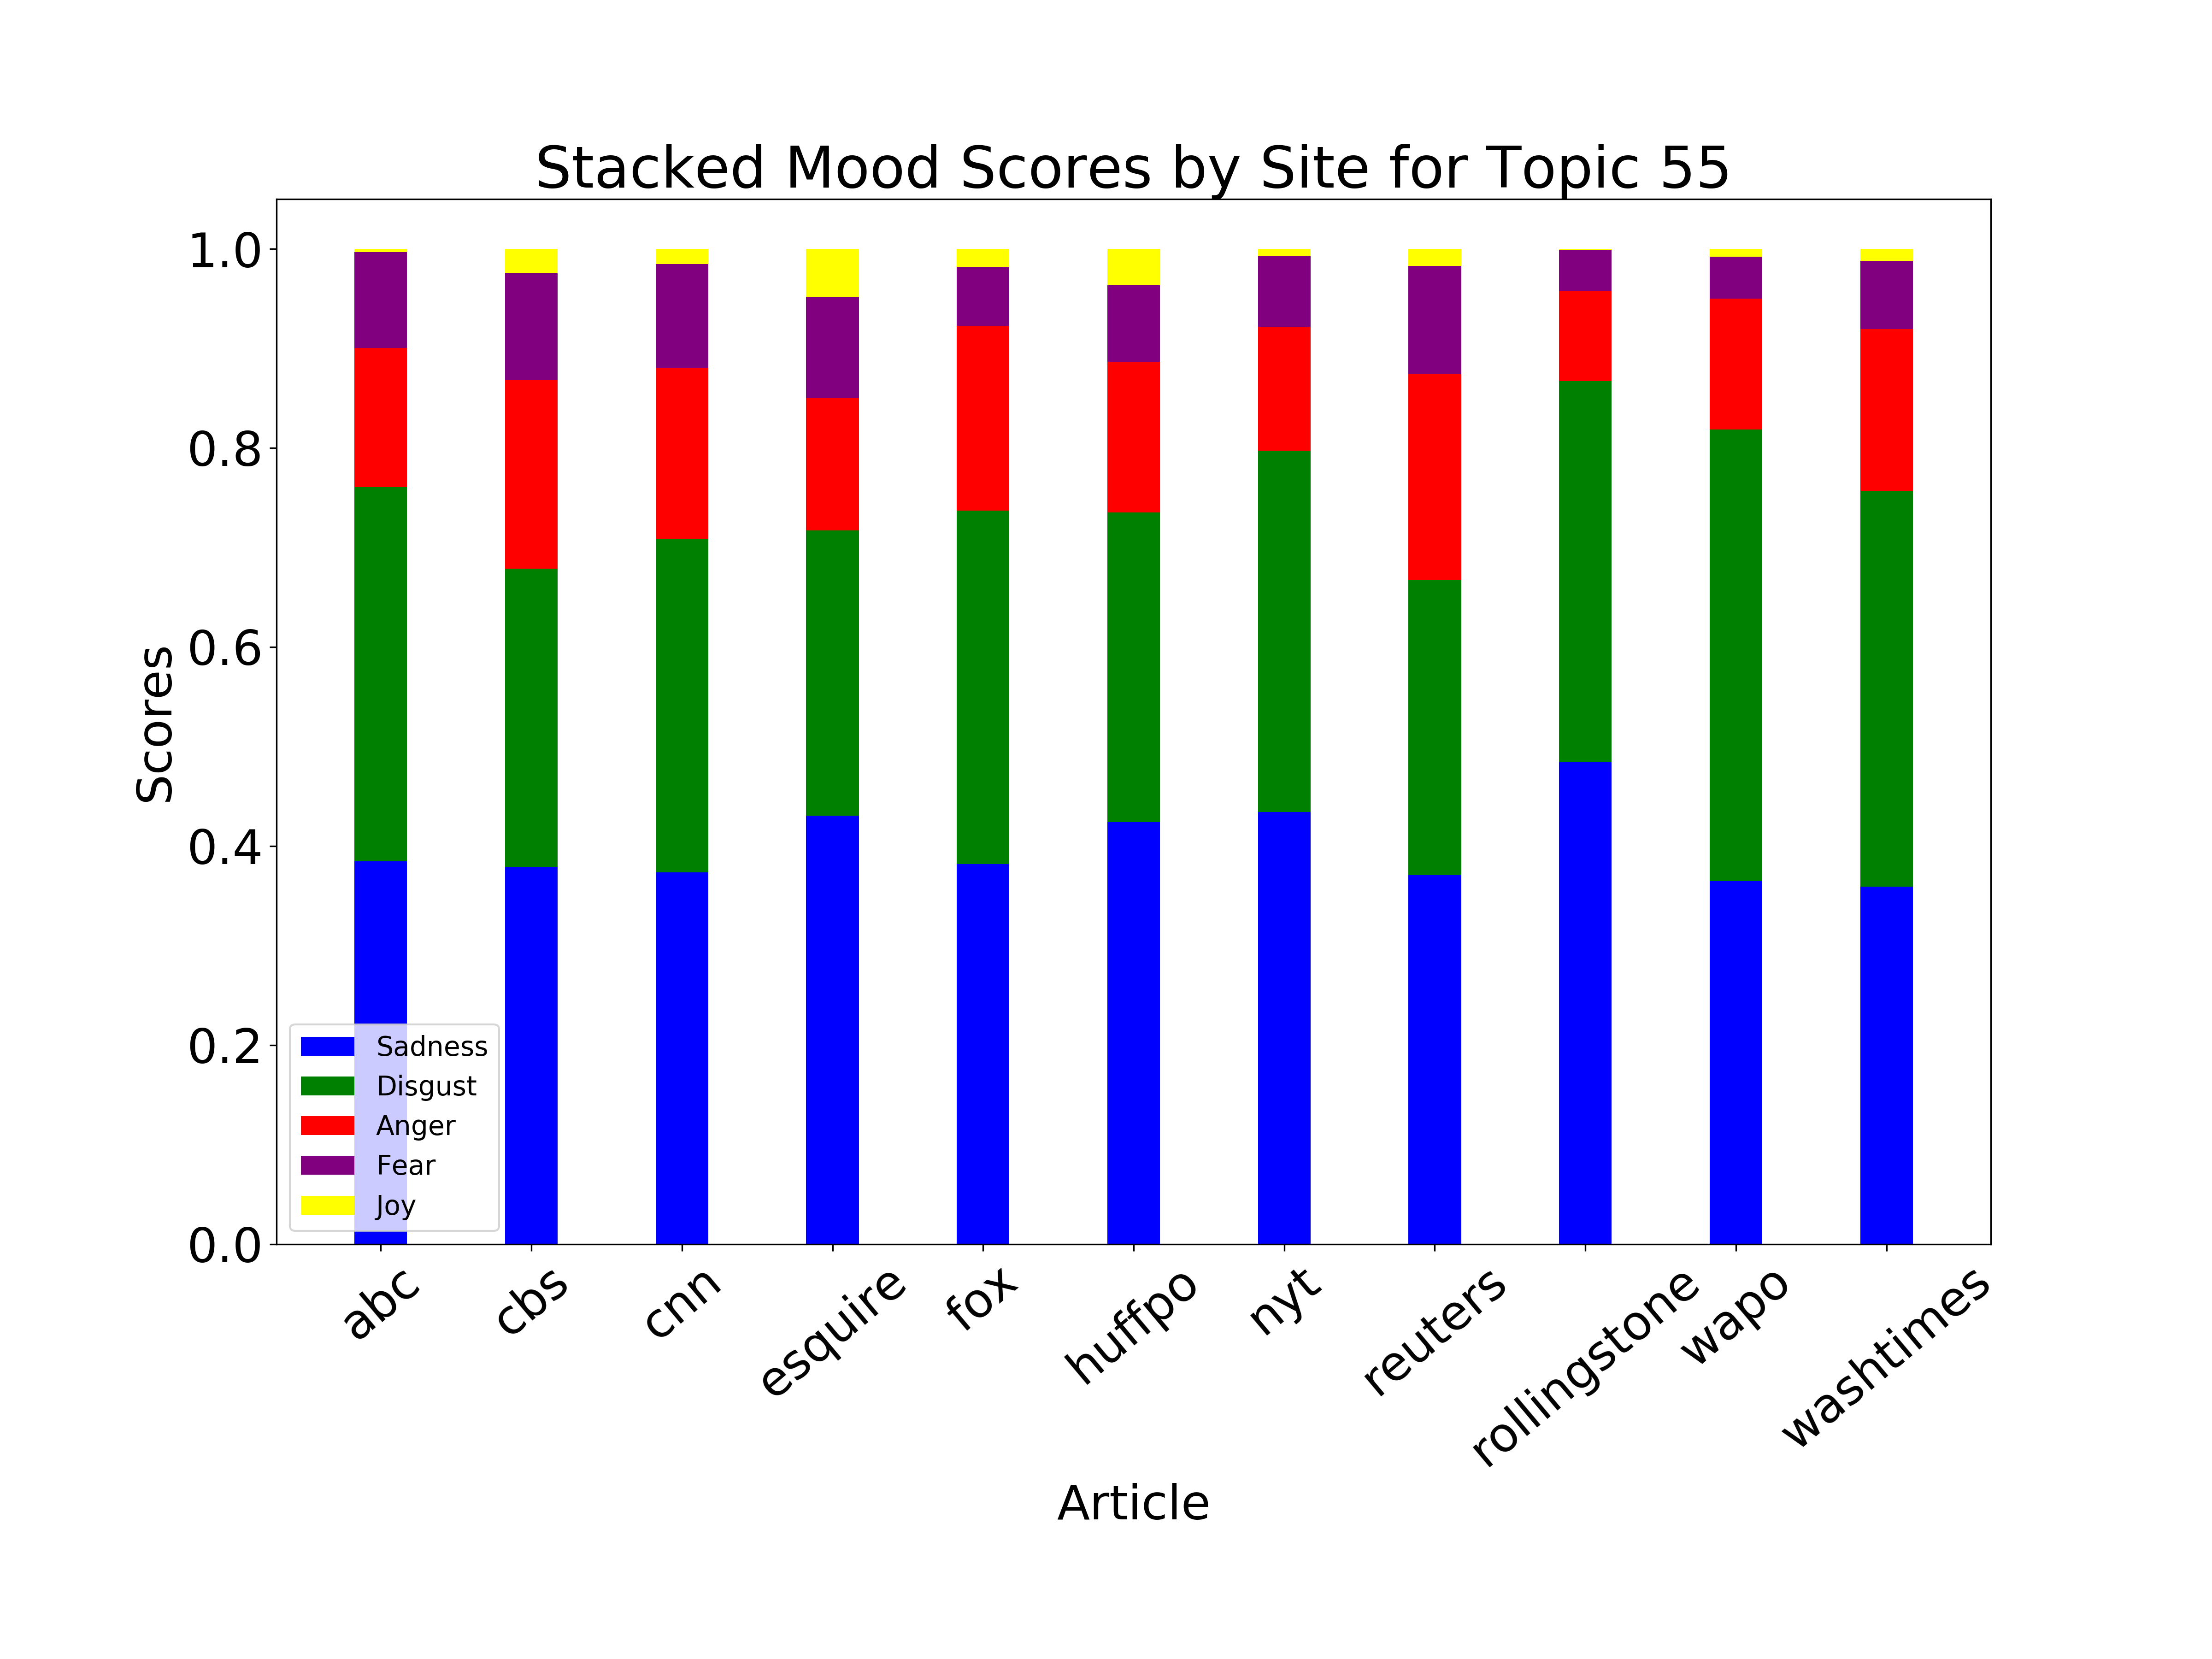 Stacked Mood Scores by Site for Topic 55
Scores
1.0
0.8
0.6
0.4
0.2
0.0
Sadness
Disgust
Anger
Fear
Joy
abc
cbs
cnn
esquire
fox
huffpo
nyt
reuters
rollingstone
wapo
washtimes
Article